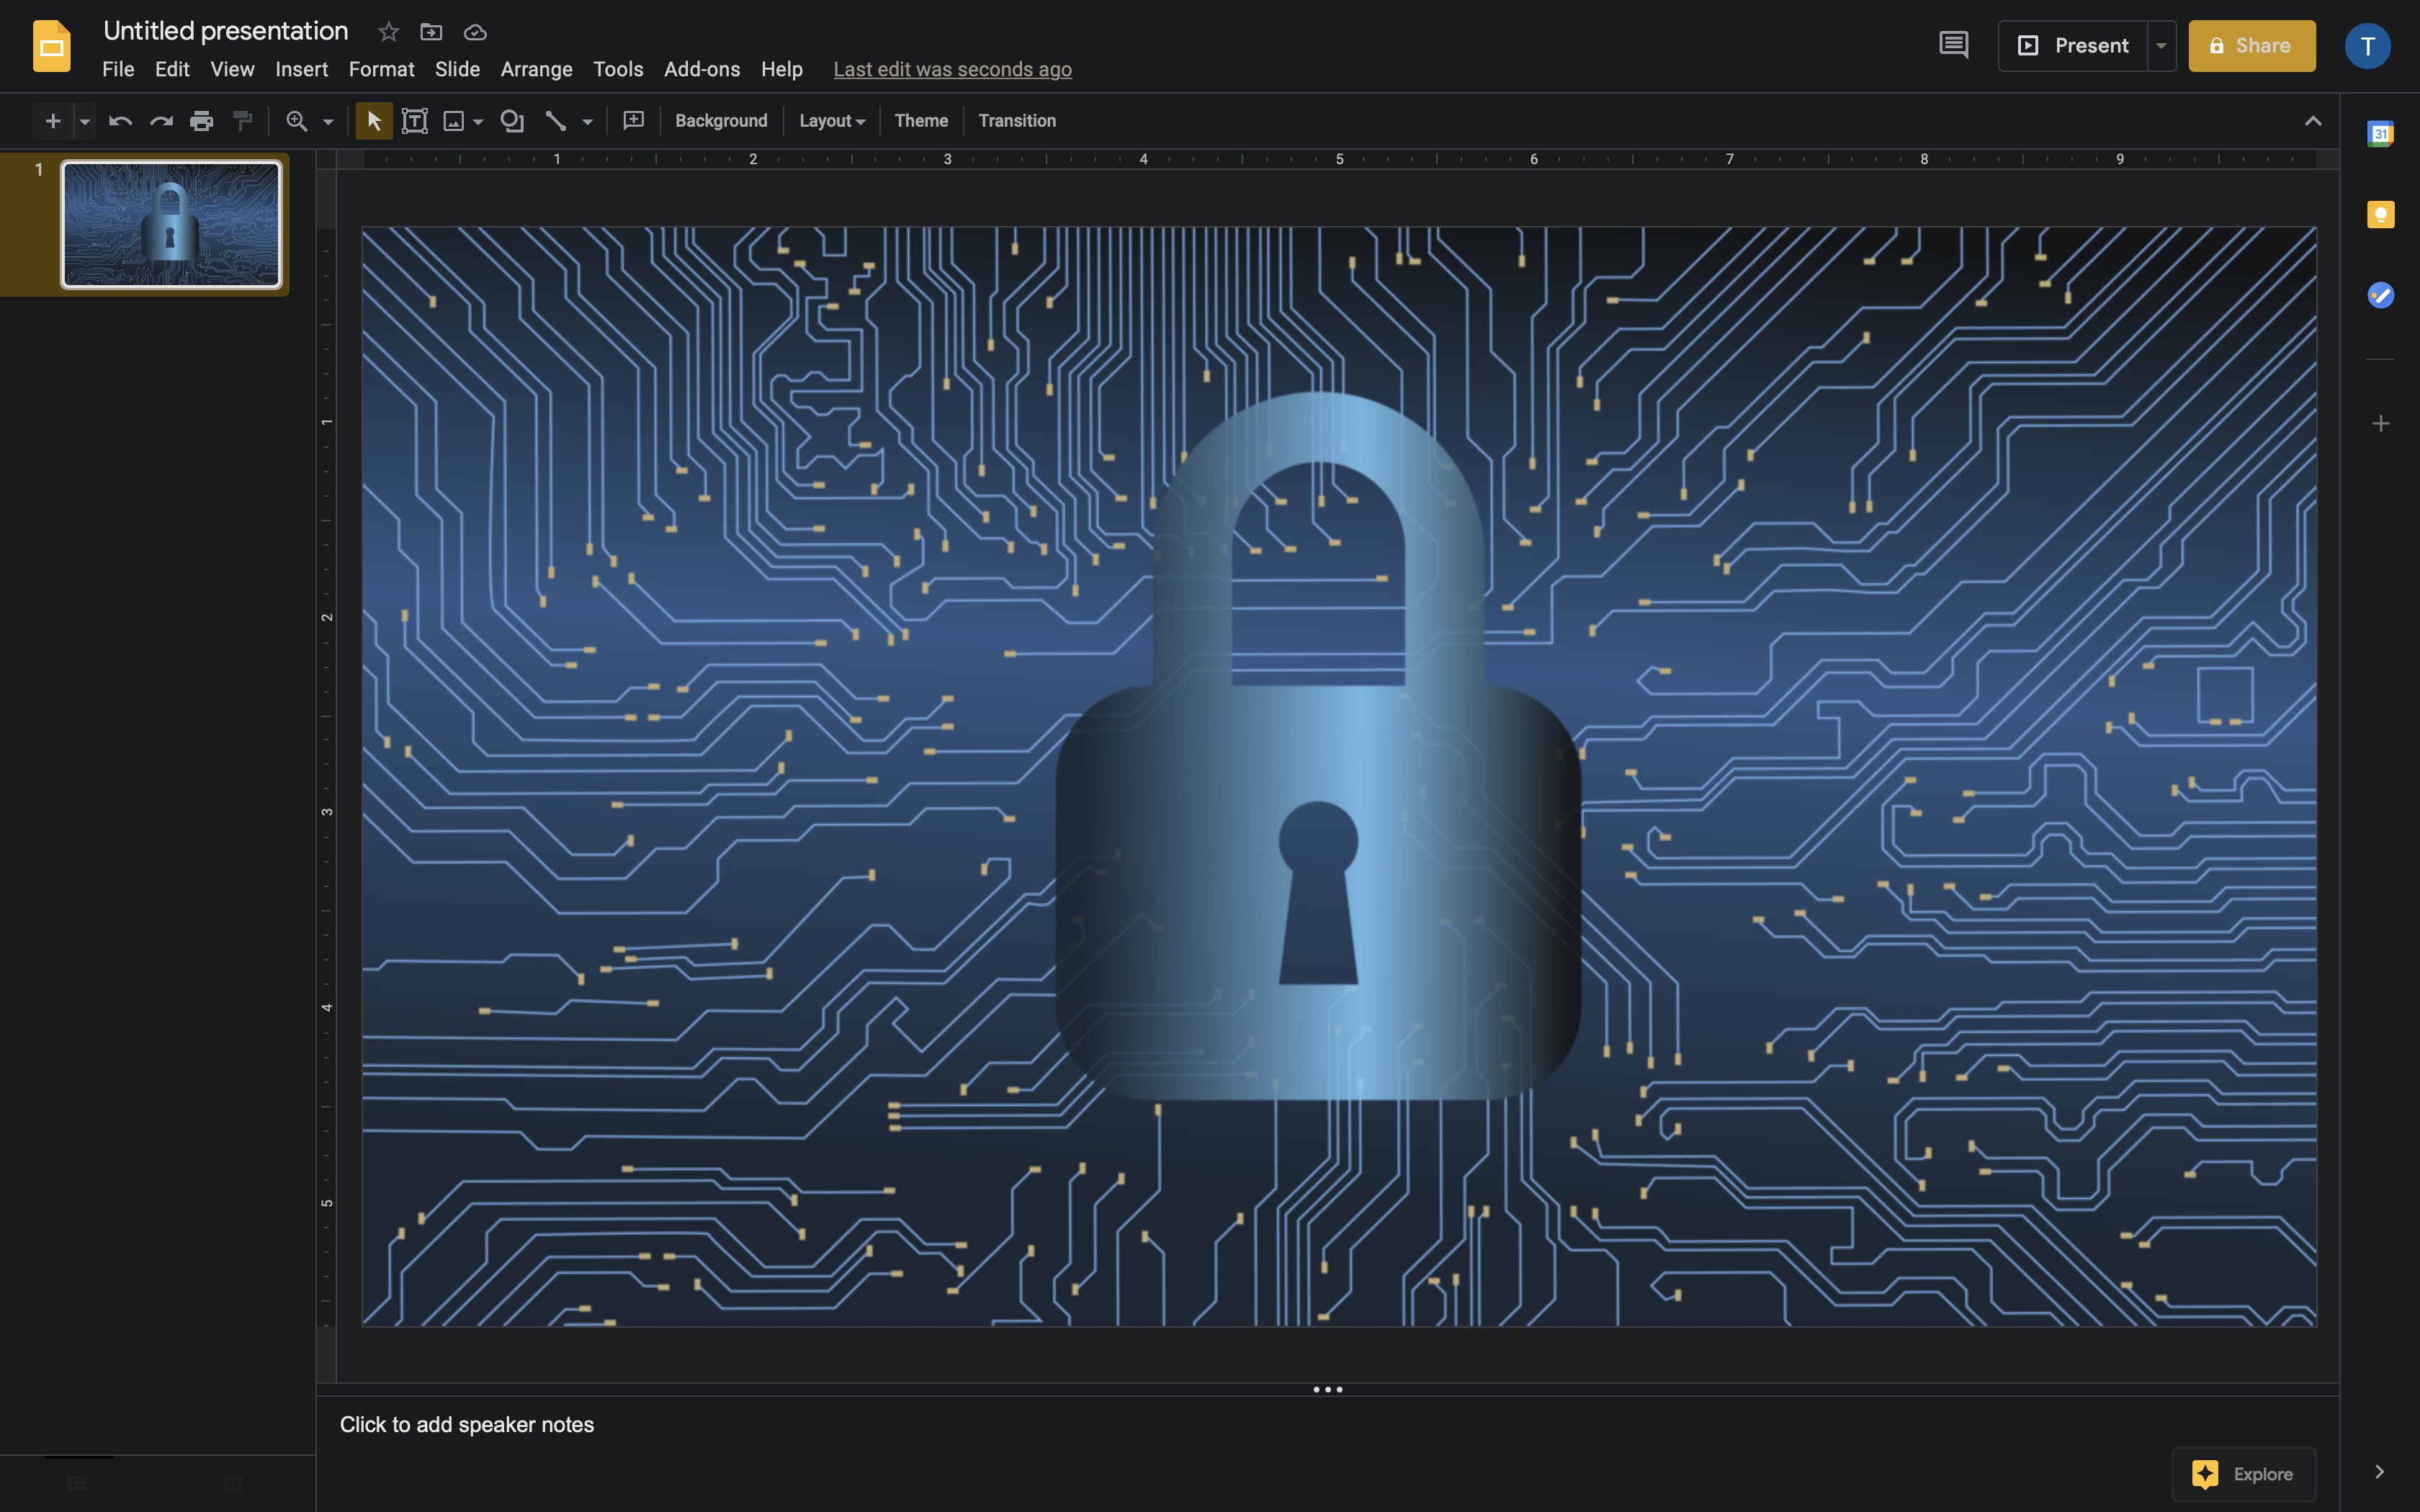 Untitled presentation
File Edit View Insert Format Slide Arrange Tools Add-ons Help Last edit was seconds ago
Present
Share
T
Background Layout Theme Transition
31
1
1 2 3 4 5 6 7 8 9
1
2
3
4
5
Click to add speaker notes
Explore